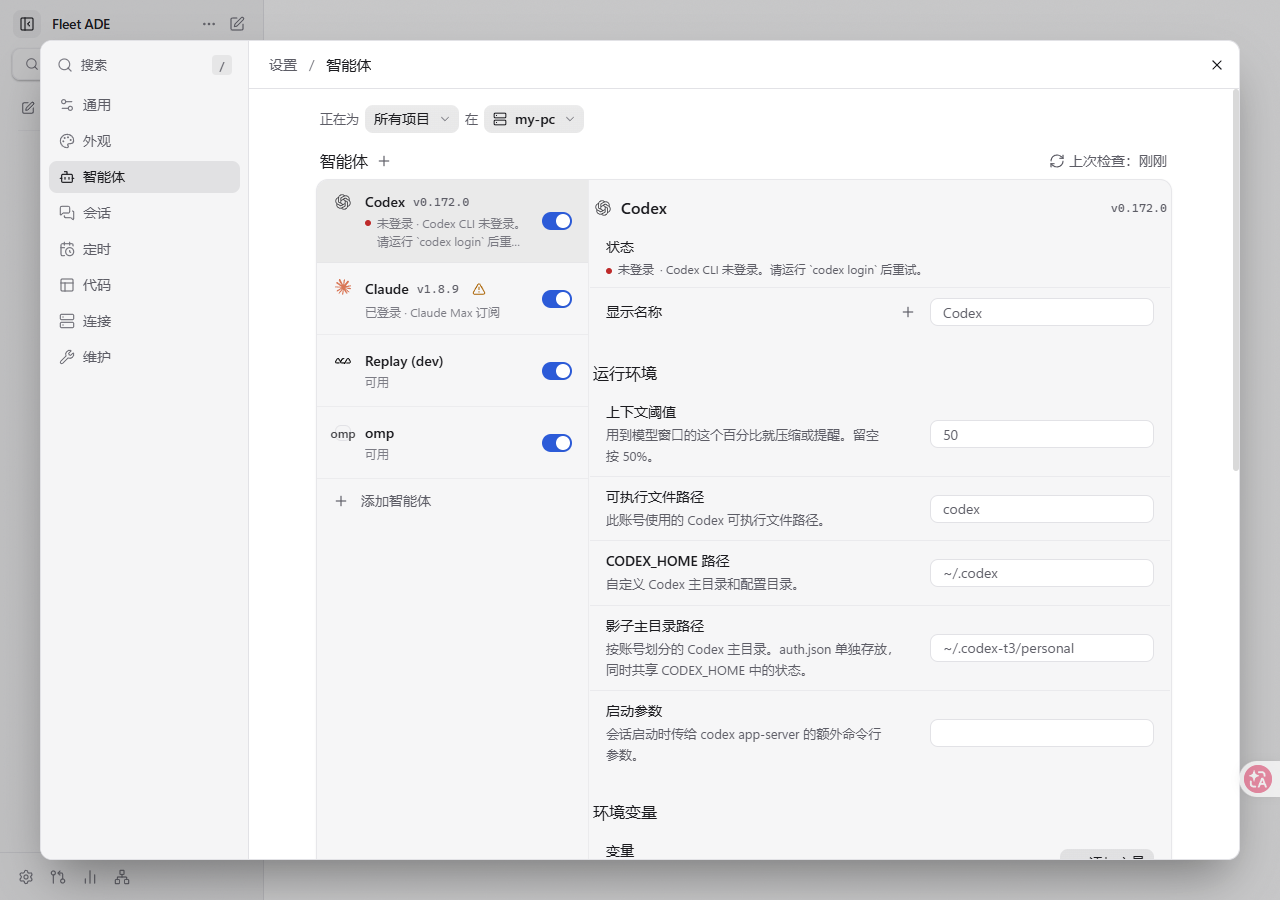 Fleet ADE
搜索 /
通用
外观
智能体
会话
定时
代码
连接
维护
设置 / 智能体
正在为 所有项目 在 my-pc
智能体
上次检查：刚刚
Codex v0.172.0
未登录 · Codex CLI 未登录。
请运行 `codex login` 后重...
Claude v1.8.9
已登录 · Claude Max 订阅
Replay (dev)
可用
omp omp
可用
添加智能体
Codex v0.172.0
状态
未登录 · Codex CLI 未登录。请运行 `codex login` 后重试。
显示名称 Codex
运行环境
上下文阈值
用到模型窗口的这个百分比就压缩或提醒。留空
按 50%。
50
可执行文件路径
此账号使用的 Codex 可执行文件路径。
codex
CODEX_HOME 路径
自定义 Codex 主目录和配置目录。
~/.codex
影子主目录路径
按账号划分的 Codex 主目录。auth.json 单独存放，
同时共享 CODEX_HOME 中的状态。
~/.codex-t3/personal
启动参数
会话启动时传给 codex app-server 的额外命令行
参数。
环境变量
变量